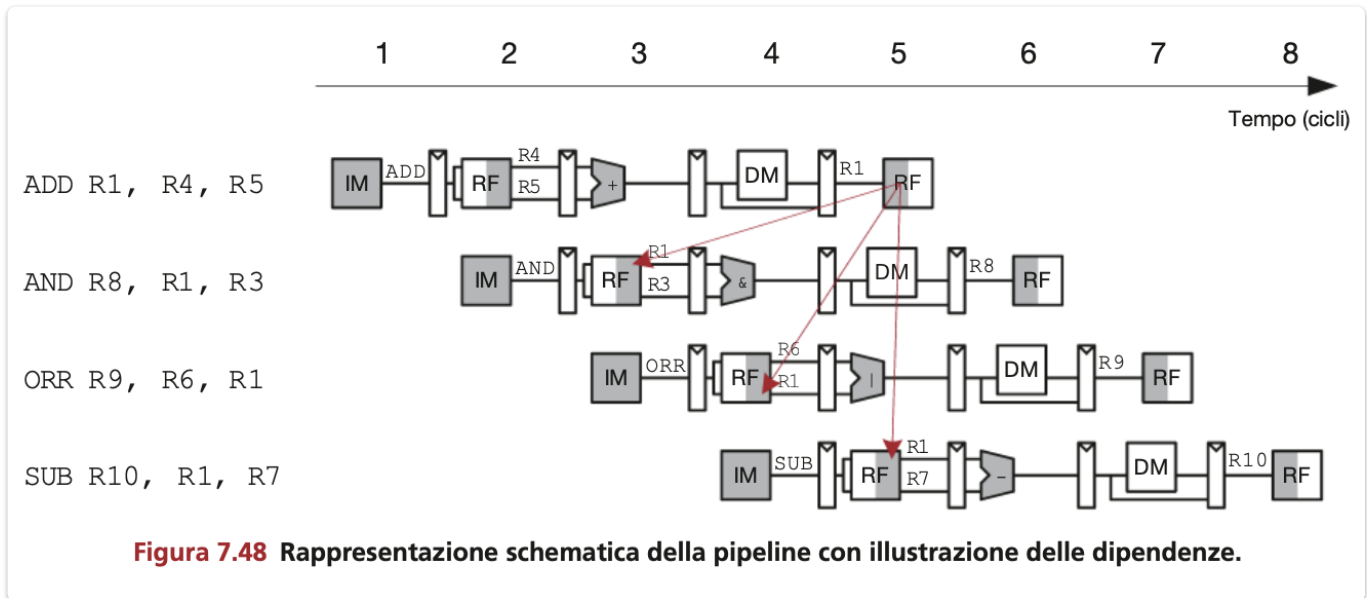 1 2 3 4 5 6 7 8
Tempo (cicli)
ADD R1, R4, R5
IM ADD RF R4 R5 + DM R1 RF
AND R8, R1, R3
IM AND RF R1 R3 & DM R8 RF
ORR R9, R6, R1
IM ORR RF R6 R1 | DM R9 RF
SUB R10, R1, R7
IM SUB RF R1 R7 - DM R10 RF
Figura 7.48 Rappresentazione schematica della pipeline con illustrazione delle dipendenze.